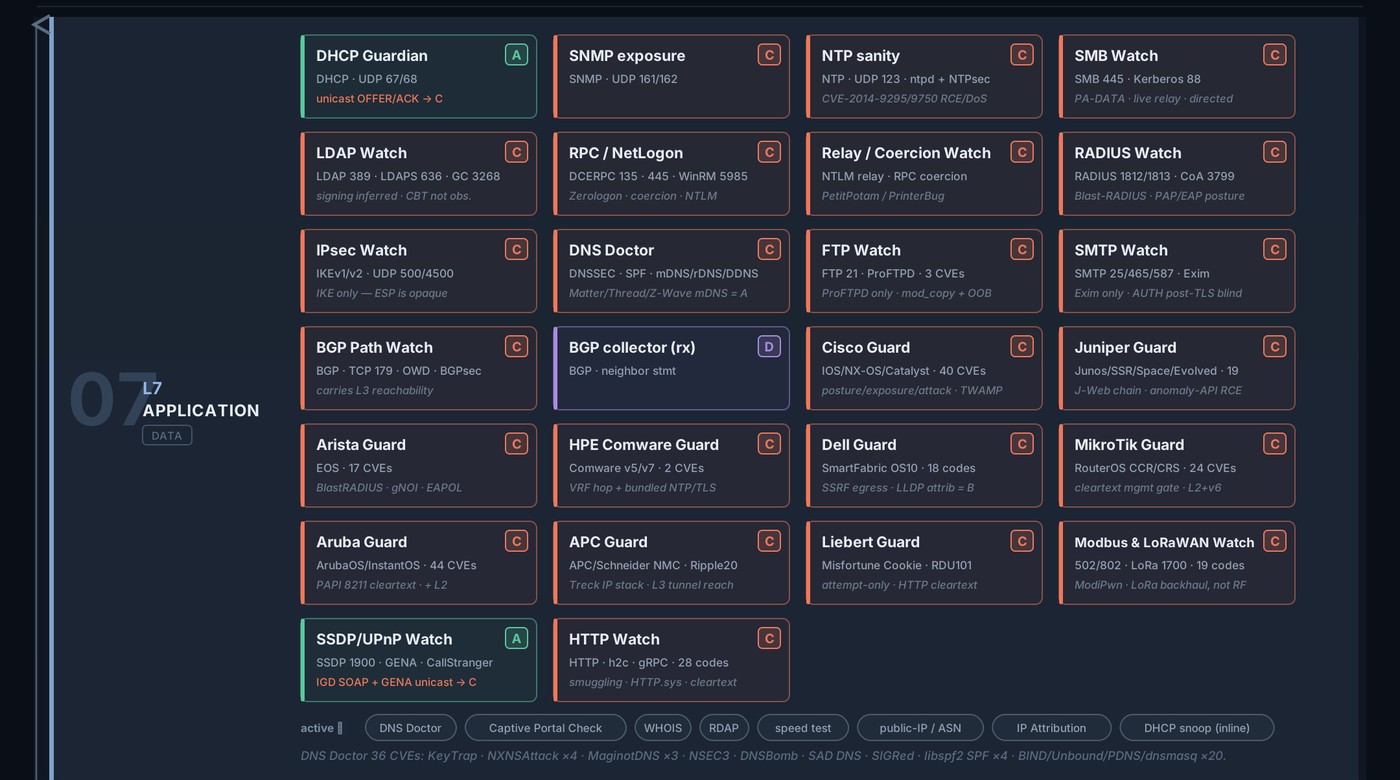 07
L7
APPLICATION
DATA
DHCP Guardian A
DHCP · UDP 67/68
unicast OFFER/ACK → C
SNMP exposure C
SNMP · UDP 161/162
NTP sanity C
NTP · UDP 123 · ntpd + NTPsec
CVE-2014-9295/9750 RCE/DoS
SMB Watch C
SMB 445 · Kerberos 88
PA-DATA · live relay · directed
LDAP Watch C
LDAP 389 · LDAPS 636 · GC 3268
signing inferred · CBT not obs.
RPC / NetLogon C
DCERPC 135 · 445 · WinRM 5985
Zerologon · coercion · NTLM
Relay / Coercion Watch C
NTLM relay · RPC coercion
PetitPotam / PrinterBug
RADIUS Watch C
RADIUS 1812/1813 · CoA 3799
Blast-RADIUS · PAP/EAP posture
IPsec Watch C
IKEv1/v2 · UDP 500/4500
IKE only — ESP is opaque
DNS Doctor C
DNSSEC · SPF · mDNS/rDNS/DDNS
Matter/Thread/Z-Wave mDNS = A
FTP Watch C
FTP 21 · ProFTPD · 3 CVEs
ProFTPD only · mod_copy + OOB
SMTP Watch C
SMTP 25/465/587 · Exim
Exim only · AUTH post-TLS blind
BGP Path Watch C
BGP · TCP 179 · OWD · BGPsec
carries L3 reachability
BGP collector (rx) D
BGP · neighbor stmt
Cisco Guard C
IOS/NX-OS/Catalyst · 40 CVEs
posture/exposure/attack · TWAMP
Juniper Guard C
Junos/SSR/Space/Evolved · 19
J-Web chain · anomaly-API RCE
Arista Guard C
EOS · 17 CVEs
BlastRADIUS · gNOI · EAPOL
HPE Comware Guard C
Comware v5/v7 · 2 CVEs
VRF hop + bundled NTP/TLS
Dell Guard C
SmartFabric OS10 · 18 codes
SSRF egress · LLDP attrib = B
MikroTik Guard C
RouterOS CCR/CRS · 24 CVEs
cleartext mgmt gate · L2+v6
Aruba Guard C
ArubaOS/InstantOS · 44 CVEs
PAPI 8211 cleartext · + L2
APC Guard C
APC/Schneider NMC · Ripple20
Treck IP stack · L3 tunnel reach
Liebert Guard C
Misfortune Cookie · RDU101
attempt-only · HTTP cleartext
Modbus & LoRaWAN Watch C
502/802 · LoRa 1700 · 19 codes
ModiPwn · LoRa backhaul, not RF
SSDP/UPnP Watch A
SSDP 1900 · GENA · CallStranger
IGD SOAP + GENA unicast → C
HTTP Watch C
HTTP · h2c · gRPC · 28 codes
smuggling · HTTP.sys · cleartext
active DNS Doctor Captive Portal Check WHOIS RDAP speed test public-IP / ASN IP Attribution DHCP snoop (inline)
DNS Doctor 36 CVEs: KeyTrap · NXNSAttack ×4 · MaginotDNS ×3 · NSEC3 · DNSBomb · SAD DNS · SIGRed · libspf2 SPF ×4 · BIND/Unbound/PDNS/dnsmasq ×20.